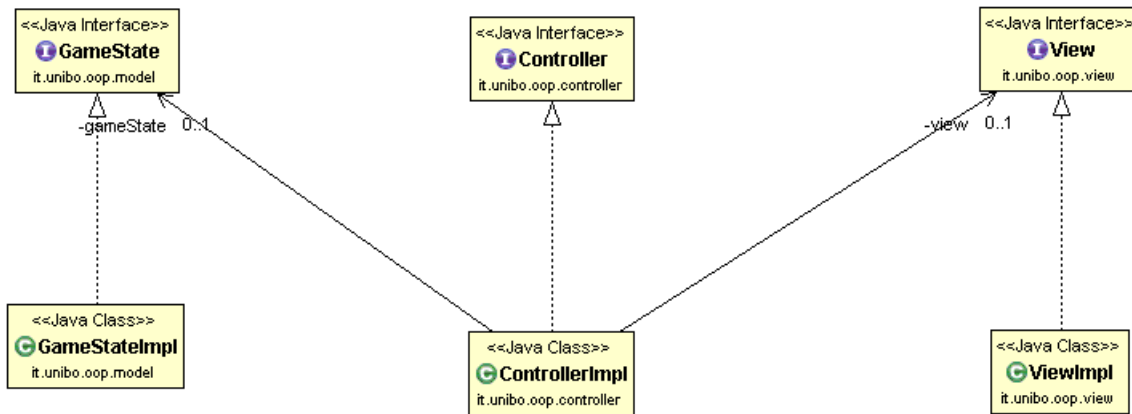 <<Java Interface>>
GameState
it.unibo.oop.model
<<Java Interface>>
Controller
it.unibo.oop.controller
<<Java Interface>>
View
it.unibo.oop.view
-gameState 0..1
-view 0..1
<<Java Class>>
GameStateImpl
it.unibo.oop.model
<<Java Class>>
ControllerImpl
it.unibo.oop.controller
<<Java Class>>
ViewImpl
it.unibo.oop.view